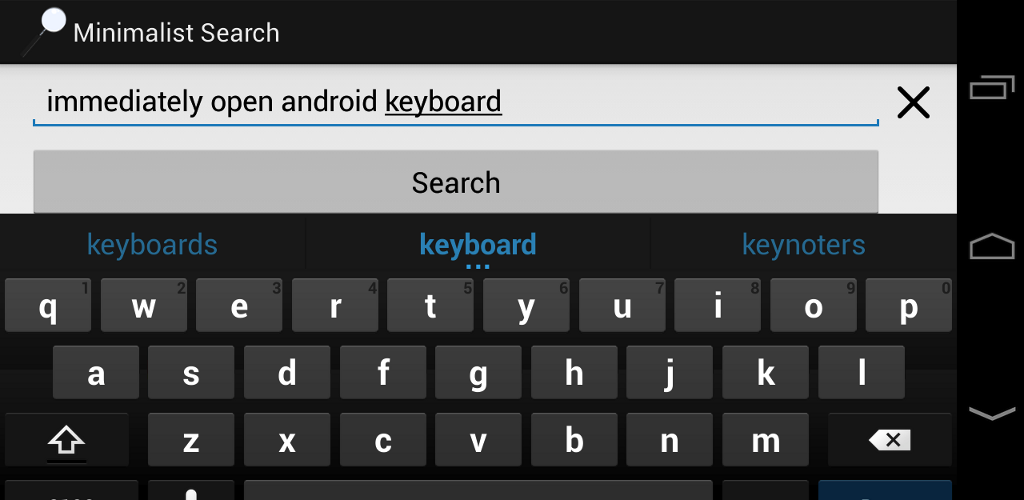 Minimalist Search
immediately open android keyboard
Search
keyboards keyboard keynoters
1 2 3 4 5 6 7 8 9 0
q w e r t y u i o p
a s d f g h j k l
z x c v b n m